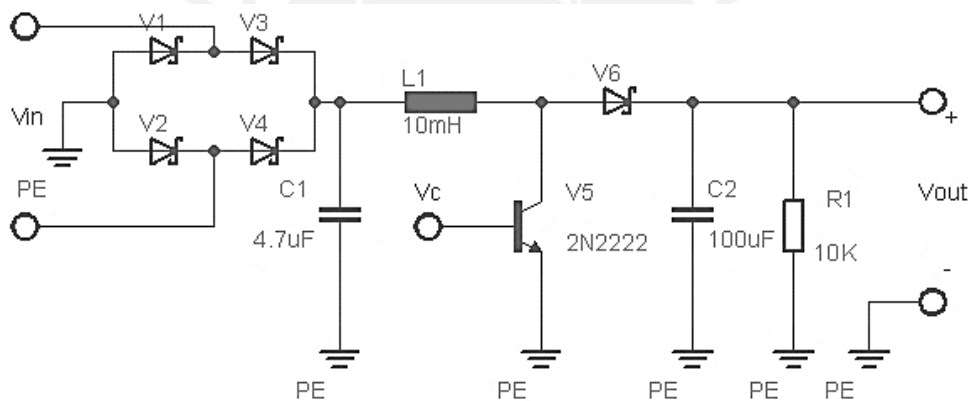 V1
V3
L1
V6
10mH
Vin
V2
V4
PE
C1
4.7uF
Vc
V5
2N2222
C2
100uF
R1
10K
Vout
+
-
PE
PE
PE
PE
PE